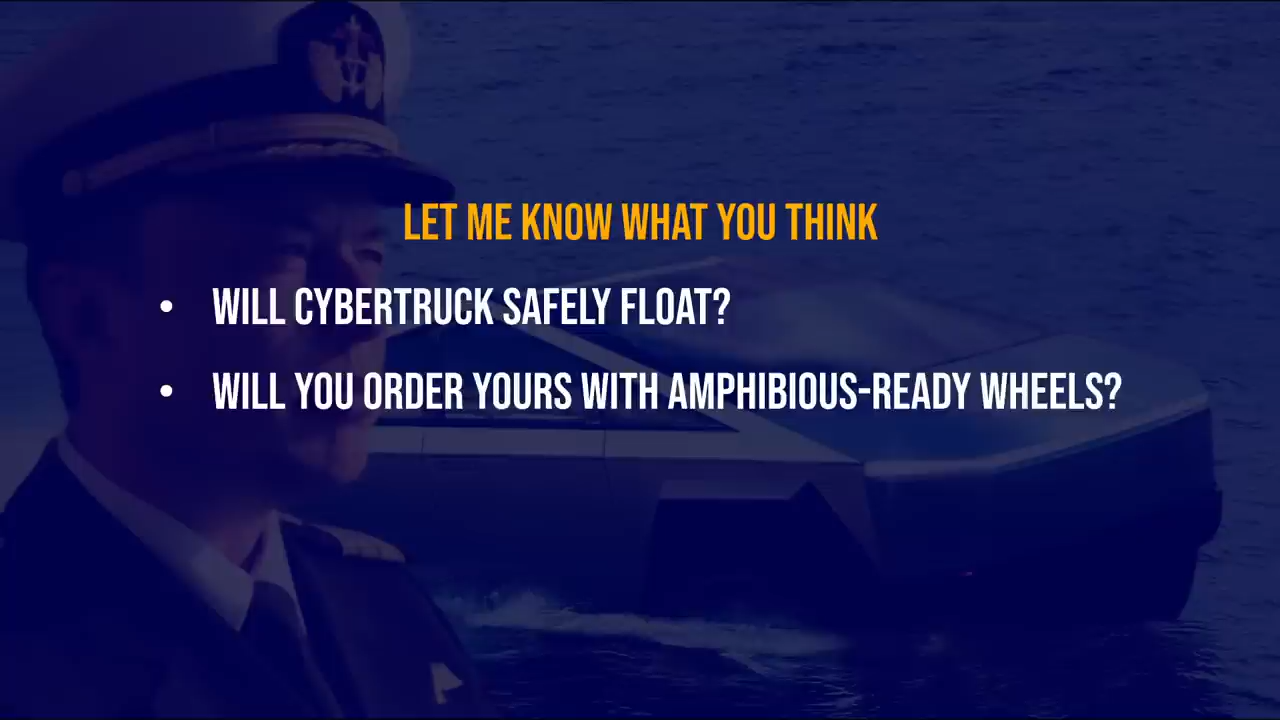 LET ME KNOW WHAT YOU THINK
• WILL CYBERTRUCK SAFELY FLOAT?
• WILL YOU ORDER YOURS WITH AMPHIBIOUS-READY WHEELS?